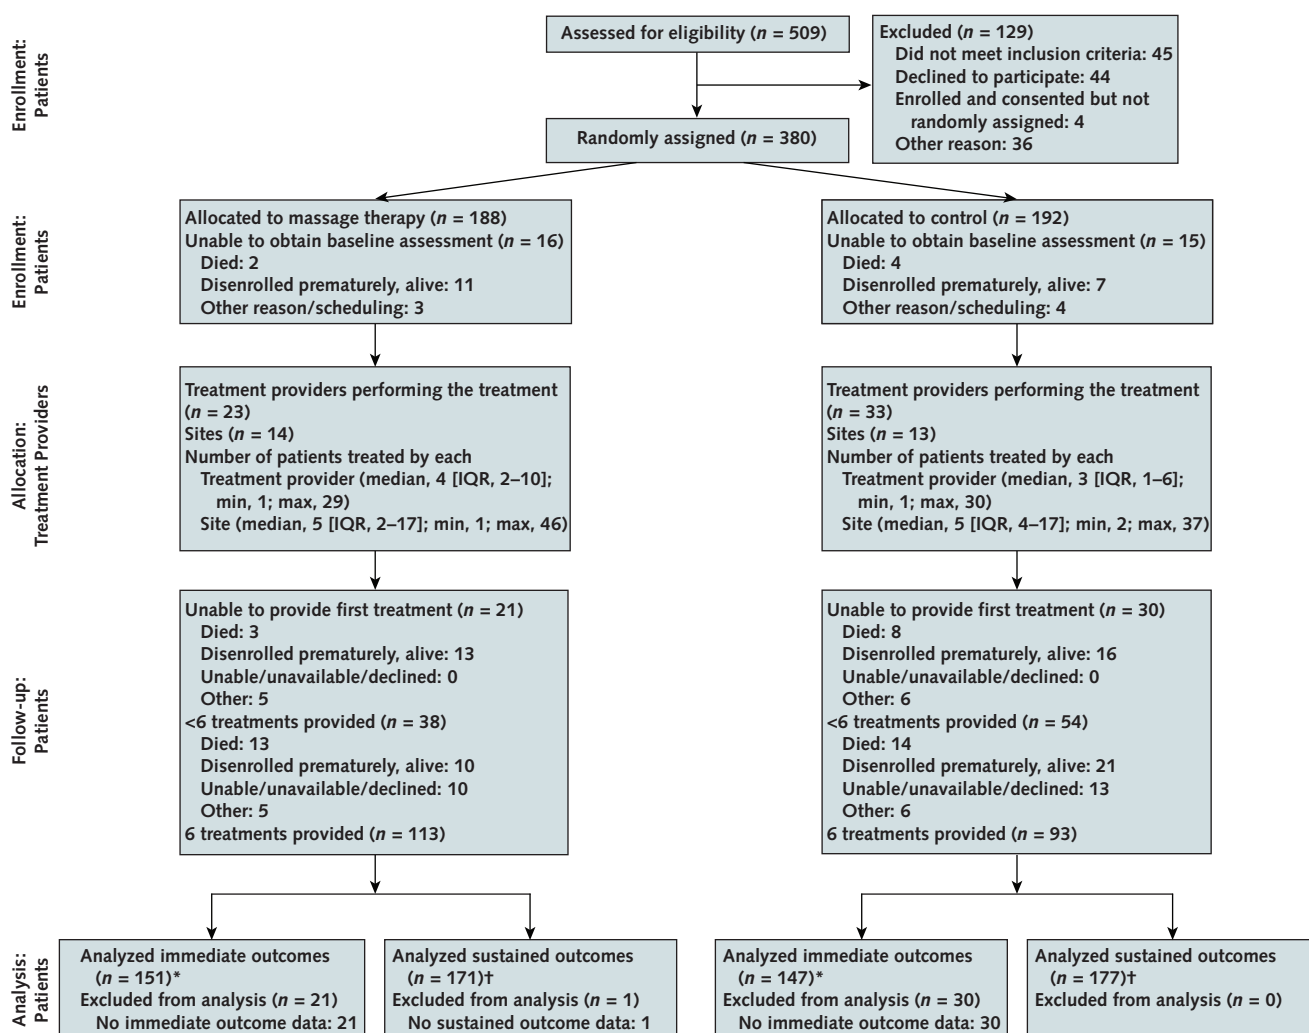 Enrollment:
Patients
Assessed for eligibility (n = 509)
Excluded (n = 129)
Did not meet inclusion criteria: 45
Declined to participate: 44
Enrolled and consented but not
randomly assigned: 4
Other reason: 36
Randomly assigned (n = 380)
Enrollment:
Patients
Allocated to massage therapy (n = 188)
Unable to obtain baseline assessment (n = 16)
Died: 2
Disenrolled prematurely, alive: 11
Other reason/scheduling: 3
Allocated to control (n = 192)
Unable to obtain baseline assessment (n = 15)
Died: 4
Disenrolled prematurely, alive: 7
Other reason/scheduling: 4
Allocation:
Treatment Providers
Treatment providers performing the treatment
(n = 23)
Sites (n = 14)
Number of patients treated by each
Treatment provider (median, 4 [IQR, 2–10];
min, 1; max, 29)
Site (median, 5 [IQR, 2–17]; min, 1; max, 46)
Treatment providers performing the treatment
(n = 33)
Sites (n = 13)
Number of patients treated by each
Treatment provider (median, 3 [IQR, 1–6];
min, 1; max, 30)
Site (median, 5 [IQR, 4–17]; min, 2; max, 37)
Follow-up:
Patients
Unable to provide first treatment (n = 21)
Died: 3
Disenrolled prematurely, alive: 13
Unable/unavailable/declined: 0
Other: 5
<6 treatments provided (n = 38)
Died: 13
Disenrolled prematurely, alive: 10
Unable/unavailable/declined: 10
Other: 5
6 treatments provided (n = 113)
Unable to provide first treatment (n = 30)
Died: 8
Disenrolled prematurely, alive: 16
Unable/unavailable/declined: 0
Other: 6
<6 treatments provided (n = 54)
Died: 14
Disenrolled prematurely, alive: 21
Unable/unavailable/declined: 13
Other: 6
6 treatments provided (n = 93)
Analysis:
Patients
Analyzed immediate outcomes
(n = 151)*
Excluded from analysis (n = 21)
No immediate outcome data: 21
Analyzed sustained outcomes
(n = 171)†
Excluded from analysis (n = 1)
No sustained outcome data: 1
Analyzed immediate outcomes
(n = 147)*
Excluded from analysis (n = 30)
No immediate outcome data: 30
Analyzed sustained outcomes
(n = 177)†
Excluded from analysis (n = 0)